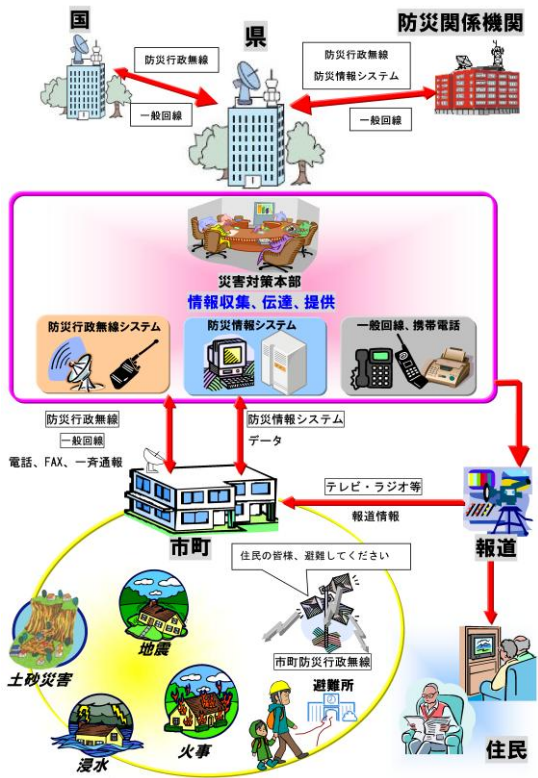 国
県
防災関係機関
防災行政無線
一般回線
防災行政無線
防災情報システム
一般回線
災害対策本部
情報収集、伝達、提供
防災行政無線システム
防災情報システム
一般回線、携帯電話
防災行政無線
一般回線
電話、FAX、一斉通報
防災情報システム
データ
テレビ・ラジオ等
報道情報
市町
報道
住民の皆様、避難してください
地震
土砂災害
市町防災行政無線
避難所
浸水
火事
住民